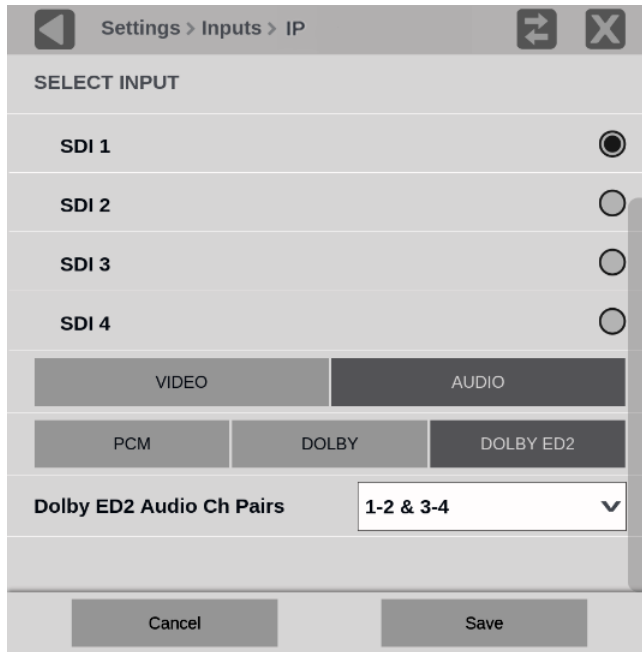 Settings > Inputs > IP
SELECT INPUT
SDI 1
SDI 2
SDI 3
SDI 4
VIDEO AUDIO
PCM DOLBY DOLBY ED2
Dolby ED2 Audio Ch Pairs 1-2 & 3-4
Cancel Save